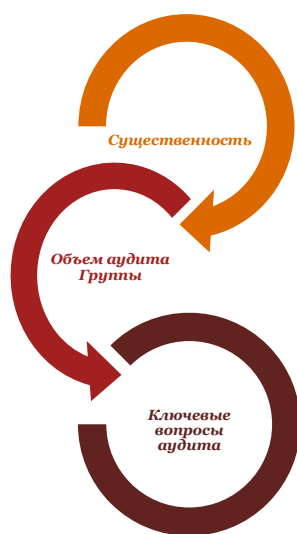 Существенность
Объем аудита
Группы
Ключевые
вопросы
аудита